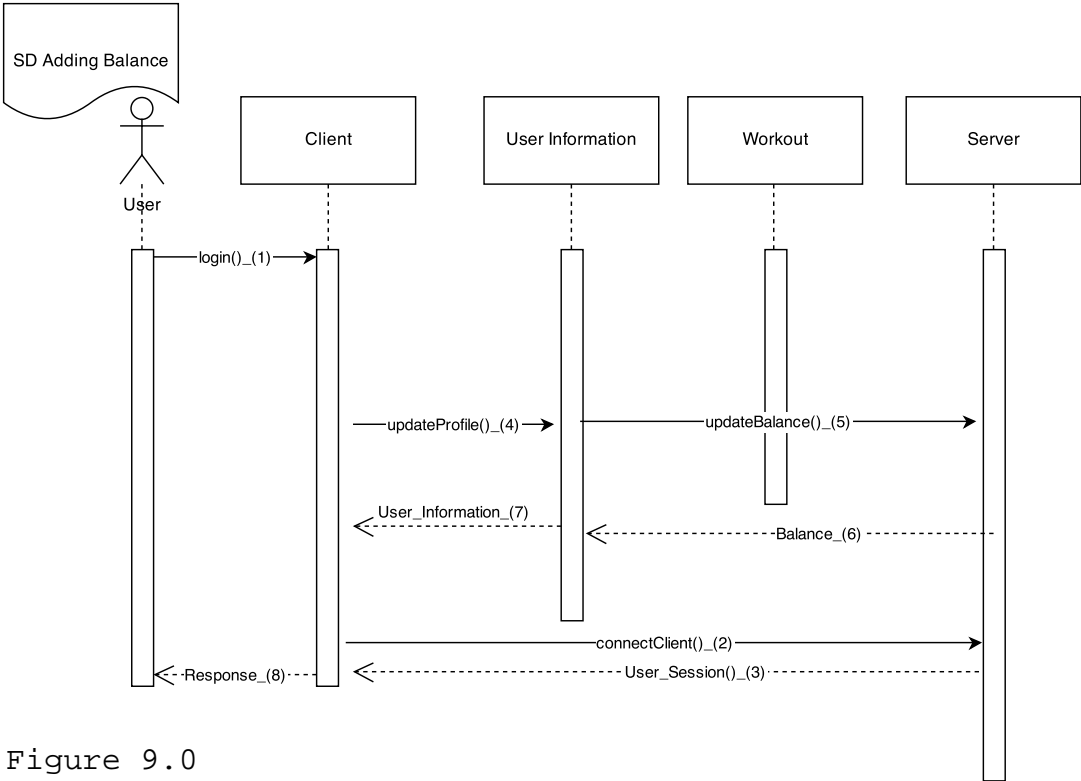 SD Adding Balance
Client
User Information
Workout
Server
User
login()_(1)
updateProfile()_(4)
updateBalance()_(5)
User_Information_(7)
Balance_(6)
connectClient()_(2)
User_Session()_(3)
Response_(8)
Figure 9.0